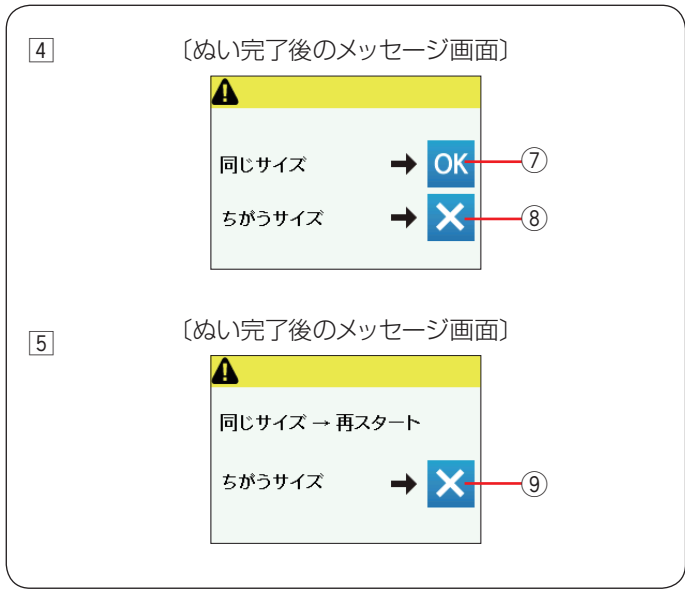 4 〔ぬい完了後のメッセージ画面〕
同じサイズ → OK ⑦
ちがうサイズ → ✕ ⑧
5 〔ぬい完了後のメッセージ画面〕
同じサイズ → 再スタート
ちがうサイズ → ✕ ⑨